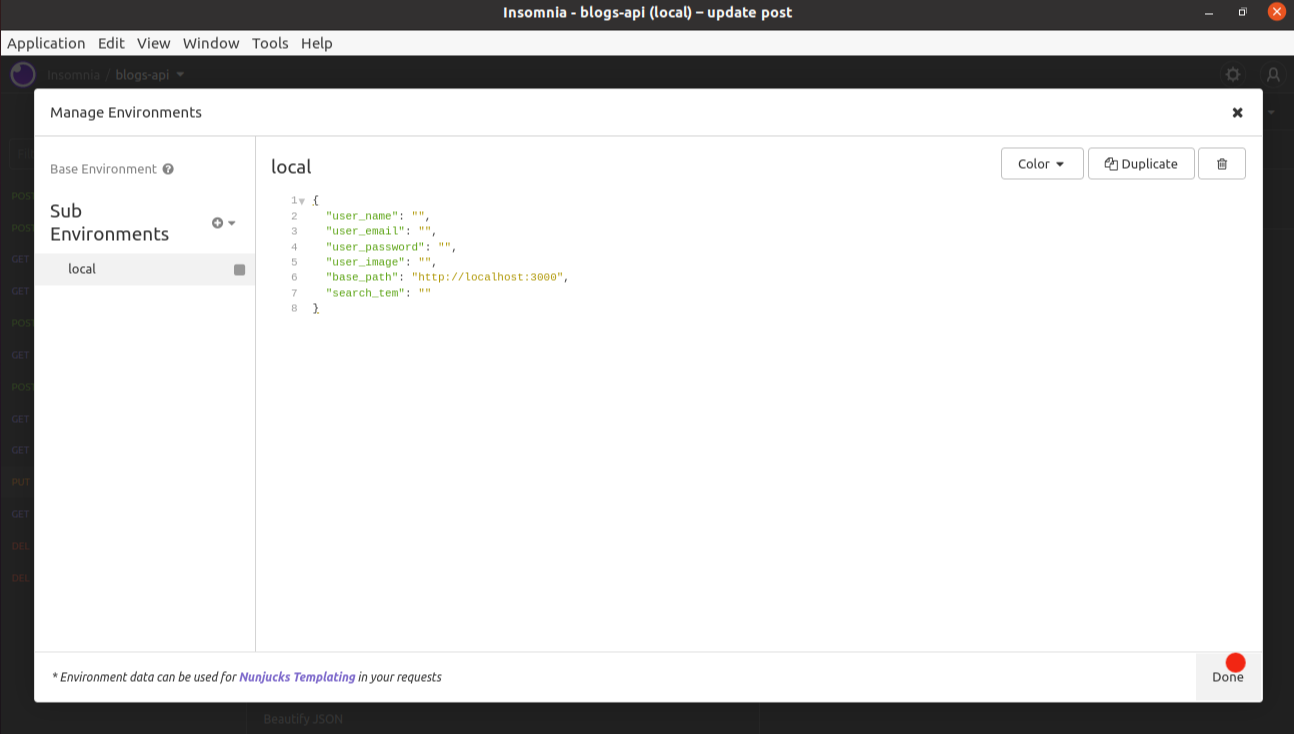 Insomnia - blogs-api (local) – update post
Application Edit View Window Tools Help
Insomnia / blogs-api
Manage Environments
Base Environment
local
Color
Duplicate
1 {
2 "user_name": "",
3 "user_email": "",
4 "user_password": "",
5 "user_image": "",
6 "base_path": "http://localhost:3000",
7 "search_tem": ""
8 }
Sub
Environments
local
POST
POST
GET
GET
POST
GET
POST
GET
GET
PUT
GET
DEL
DEL
* Environment data can be used for Nunjucks Templating in your requests
Done
Beautify JSON